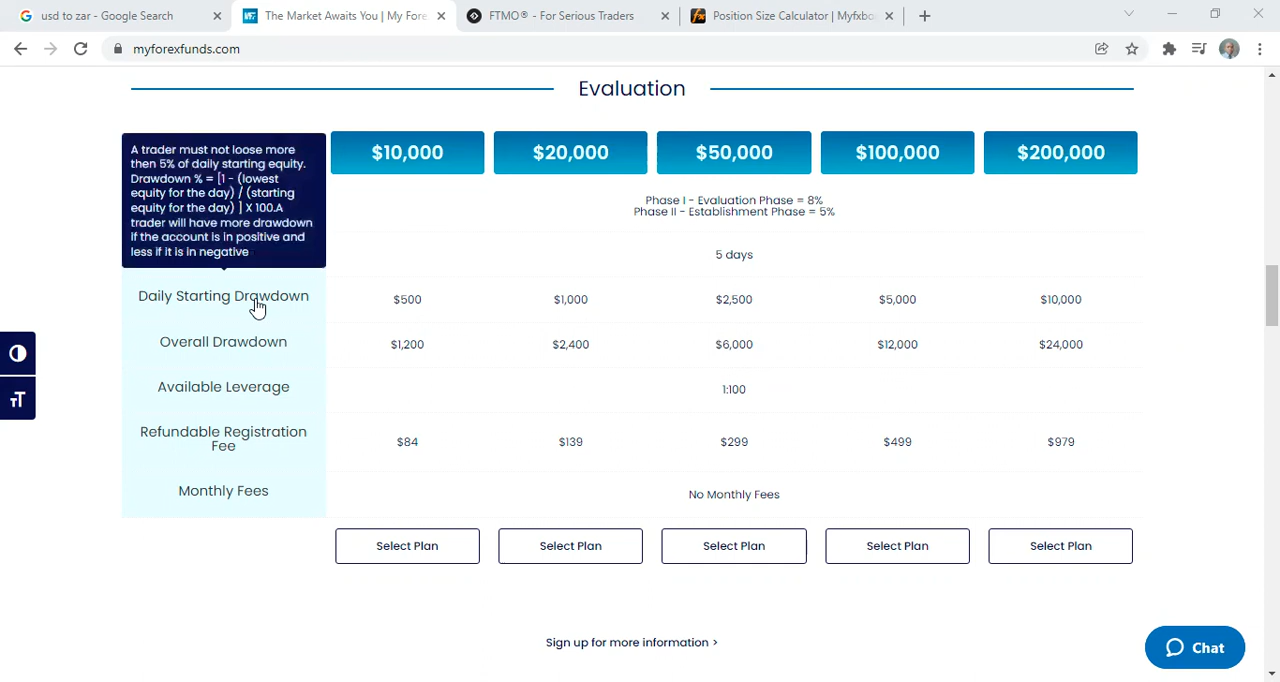 usd to zar - Google Search
The Market Awaits You | My Fore
FTMO® - For Serious Traders
Position Size Calculator | Myfxbo
myforexfunds.com
Evaluation
A trader must not loose more
then 5% of daily starting equity.
Drawdown % = [1 - (lowest
equity for the day) / (starting
equity for the day) ] X 100.A
trader will have more drawdown
if the account is in positive and
less if it is in negative
$10,000 $20,000 $50,000 $100,000 $200,000
Phase I - Evaluation Phase = 8%
Phase II - Establishment Phase = 5%
5 days
Daily Starting Drawdown $500 $1,000 $2,500 $5,000 $10,000
Overall Drawdown $1,200 $2,400 $6,000 $12,000 $24,000
Available Leverage 1:100
Refundable Registration
Fee $84 $139 $299 $499 $979
Monthly Fees No Monthly Fees
Select Plan Select Plan Select Plan Select Plan Select Plan
Sign up for more information >
Chat